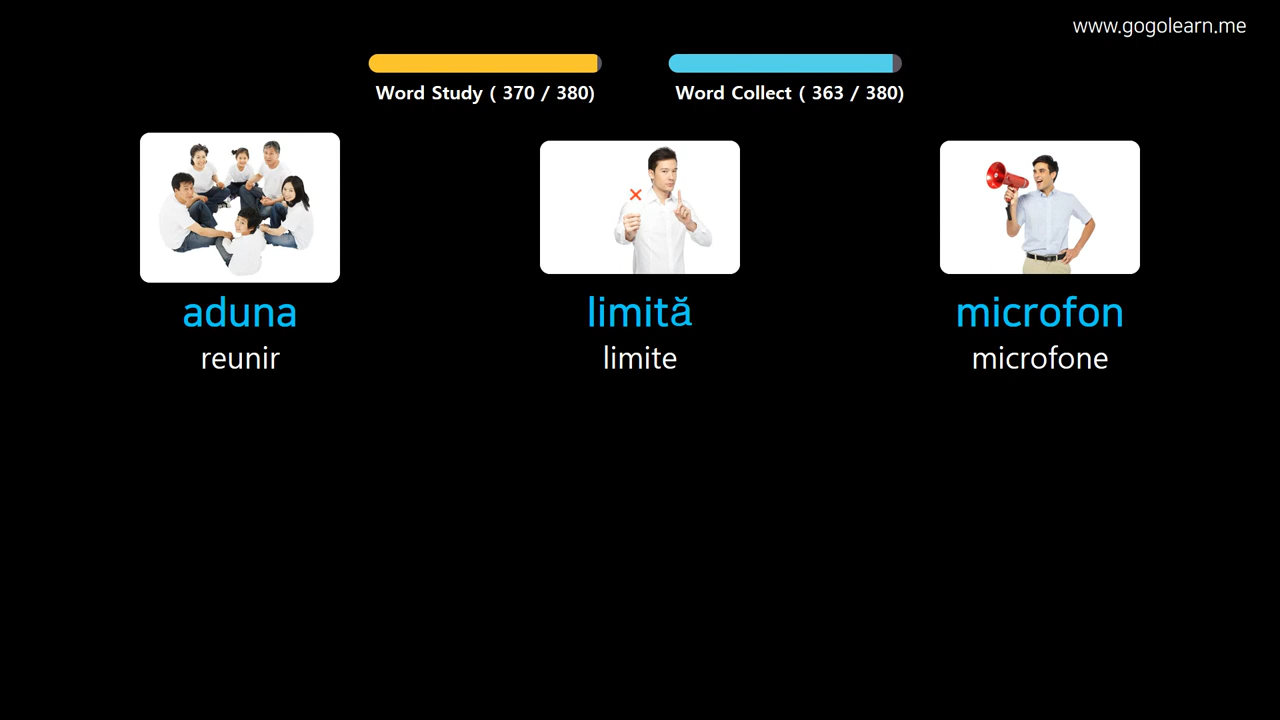 www.gogolearn.me
Word Study ( 370 / 380)
Word Collect ( 363 / 380)
aduna
reunir
limită
limite
microfon
microfone